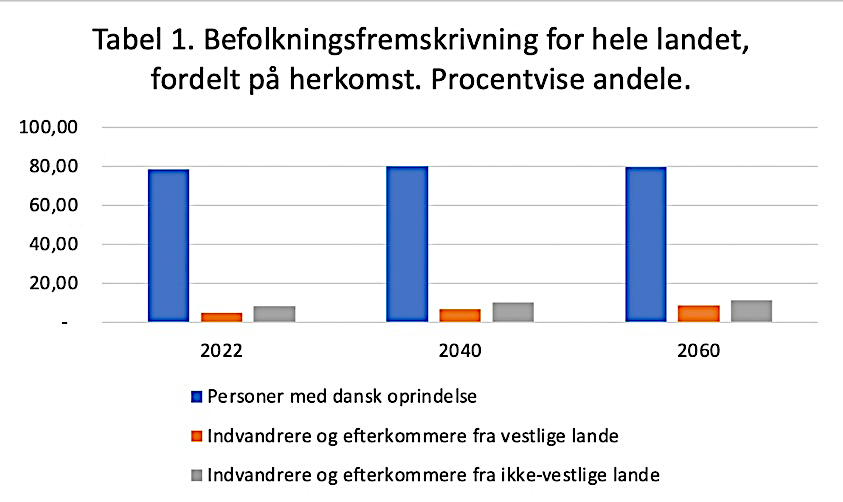 Tabel 1. Befolkningsfremskrivning for hele landet,
fordelt på herkomst. Procentvise andele.
100,00
80,00
60,00
40,00
20,00
-
2022
2040
2060
Personer med dansk oprindelse
Indvandrere og efterkommere fra vestlige lande
Indvandrere og efterkommere fra ikke-vestlige lande